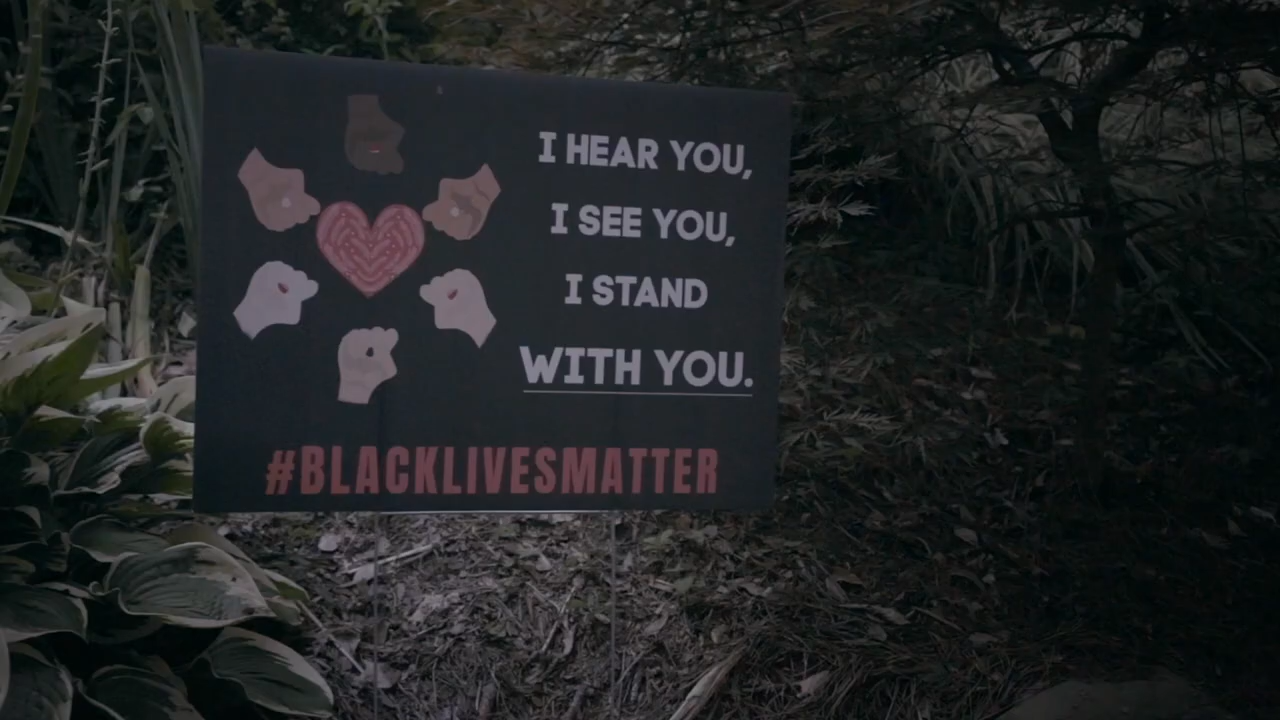 I HEAR YOU,
I SEE YOU,
I STAND
WITH YOU.
#BLACKLIVESMATTER